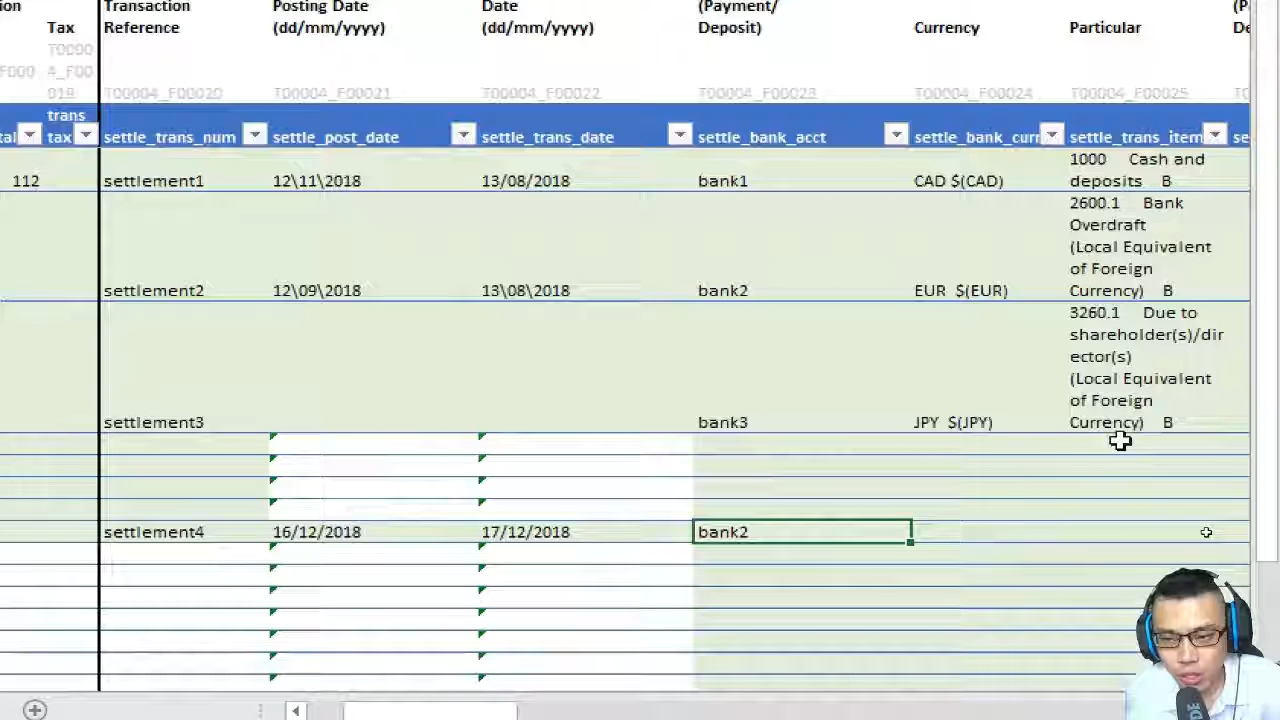 ion
Tax
Transaction
Reference
Posting Date
(dd/mm/yyyy)
Date
(dd/mm/yyyy)
(Payment/
Deposit)
Currency
Particular
T0000
F000 4_F00
019
T00004_F00020
T00004_F00021
T00004_F00022
T00004_F00023
T00004_F00024
T00004_F00025
trans
tax
settle_trans_num
settle_post_date
settle_trans_date
settle_bank_acct
settle_bank_curr
settle_trans_item
112 settlement1 12\11\2018 13/08/2018 bank1 CAD $(CAD)
1000 Cash and
deposits B
settlement2 12\09\2018 13\08\2018 bank2 EUR $(EUR)
2600.1 Bank
Overdraft
(Local Equivalent
of Foreign
Currency) B
settlement3 bank3 JPY $(JPY)
3260.1 Due to
shareholder(s)/dir
ector(s)
(Local Equivalent
of Foreign
Currency) B
settlement4 16/12/2018 17/12/2018 bank2